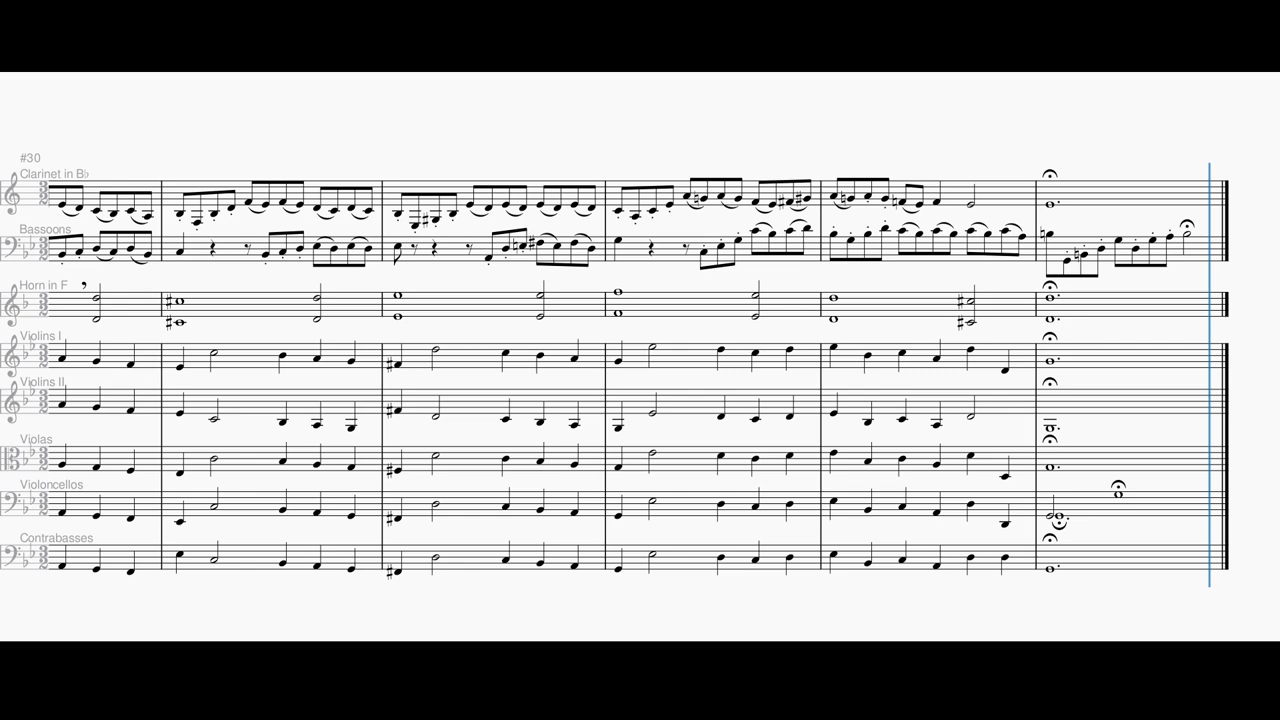 #30
Clarinet in B♭
Bassoons
Horn in F
Violins I
Violins II
Violas
Violoncellos
Contrabasses